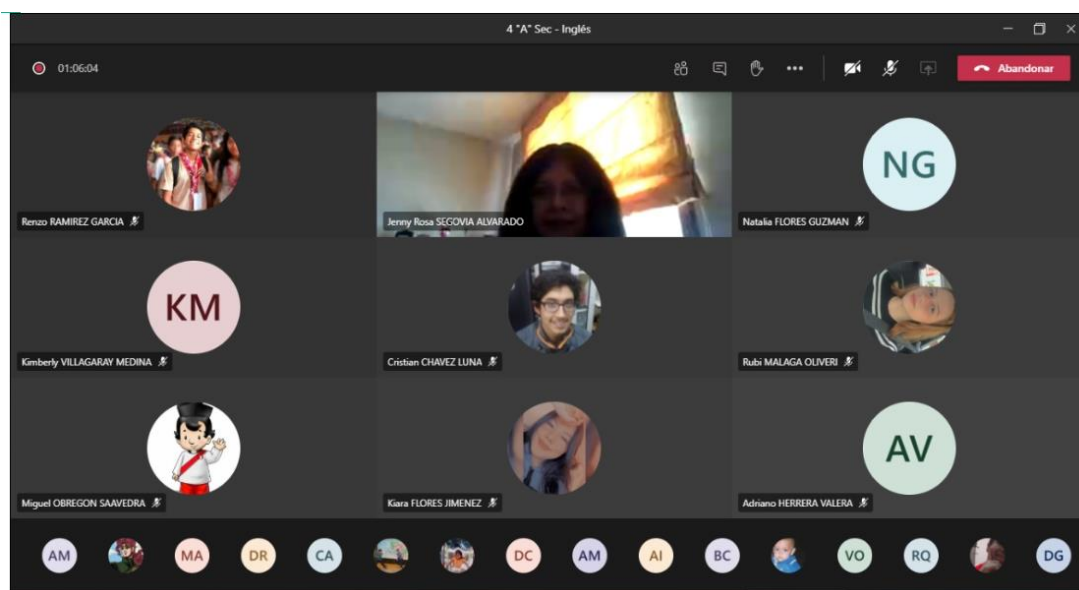 4 "A" Sec - Inglés
01:06:04
Abandonar
Renzo RAMIREZ GARCIA
Jenny Rosa SEGOVIA ALVARADO
NG
Natalia FLORES GUZMAN
KM
Kimberly VILLAGARAY MEDINA
Cristian CHAVEZ LUNA
Rubi MALAGA OLIVERI
Miguel OBREGON SAAVEDRA
Kiara FLORES JIMENEZ
AV
Adriano HERRERA VALERA
AM MA DR CA DC AM AI BC VO RQ DG